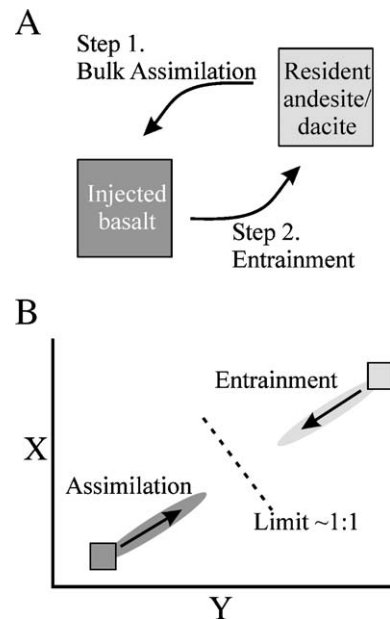 A
Step 1.
Bulk Assimilation
Resident
andesite/
dacite
Injected
basalt
Step 2.
Entrainment
B
Entrainment
X
Assimilation
Limit ~1:1
Y